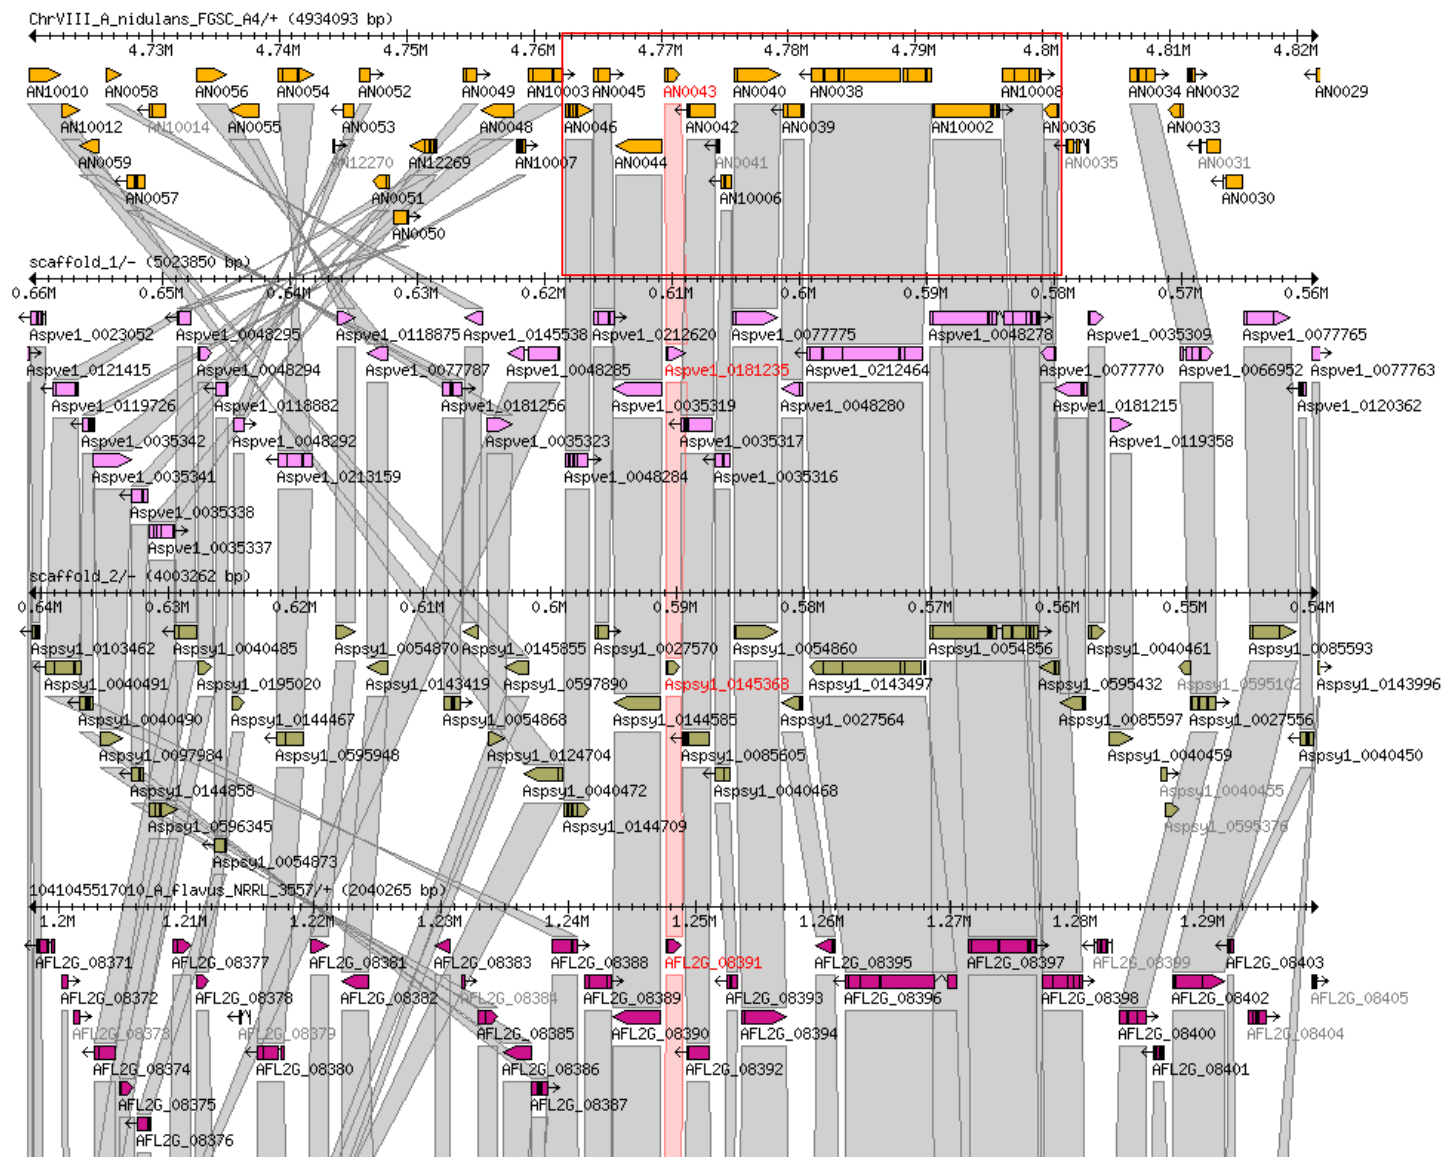 ChrVIII_A_nidulans_FGSC_A4/+ (4934093 bp)
4.73M 4.74M 4.75M 4.76M 4.77M 4.78M 4.79M 4.8M 4.81M 4.82M
AN10010 AN0058 AN0056 AN0054 AN0052 AN0049 AN10003 AN0045 AN0043 AN0040 AN0038 AN10008 AN0034 AN0032 AN0029
AN10012 AN10014 AN0055 AN0053 AN0048 AN0046 AN0042 AN0039 AN10002 AN0036 AN0033
AN0059 AN12270 AN12269 AN10007 AN0044 AN0041 AN0035 AN0031
AN0057 AN0051 AN10006 AN0030
AN0050
scaffold_1/- (5023850 bp)
0.66M 0.65M 0.64M 0.63M 0.62M 0.61M 0.6M 0.59M 0.58M 0.57M 0.56M
Aspve1_0023052 Aspve1_0048295 Aspve1_0118875 Aspve1_0145538 Aspve1_0212620 Aspve1_0077775 Aspve1_0048278 Aspve1_0035309 Aspve1_0077765
Aspve1_0121415 Aspve1_0048294 Aspve1_0077787 Aspve1_0048285 Aspve1_0181235 Aspve1_0212464 Aspve1_0077770 Aspve1_0066952 Aspve1_0077763
Aspve1_0119726 Aspve1_0118882 Aspve1_0181256 Aspve1_0035319 Aspve1_0048280 Aspve1_0181215 Aspve1_0120362
Aspve1_0035342 Aspve1_0048292 Aspve1_0035323 Aspve1_0035317 Aspve1_0119358
Aspve1_0035341 Aspve1_0213159 Aspve1_0048284 Aspve1_0035316
Aspve1_0035338
Aspve1_0035337
scaffold_2/- (4003262 bp)
0.64M 0.63M 0.62M 0.61M 0.6M 0.59M 0.58M 0.57M 0.56M 0.55M 0.54M
Aspsy1_0103462 Aspsy1_0040485 Aspsy1_0054870 Aspsy1_0145855 Aspsy1_0027570 Aspsy1_0054860 Aspsy1_0054856 Aspsy1_0040461 Aspsy1_0085593
Aspsy1_0040491 Aspsy1_0195020 Aspsy1_0143419 Aspsy1_0597890 Aspsy1_0145368 Aspsy1_0143497 Aspsy1_0595432 Aspsy1_0595102 Aspsy1_0143996
Aspsy1_0040490 Aspsy1_0144467 Aspsy1_0054868 Aspsy1_0144585 Aspsy1_0027564 Aspsy1_0085597 Aspsy1_0027556
Aspsy1_0097984 Aspsy1_0595948 Aspsy1_0124704 Aspsy1_0085605 Aspsy1_0040459 Aspsy1_0040450
Aspsy1_0144858 Aspsy1_0040472 Aspsy1_0040468 Aspsy1_0040455
Aspsy1_0596345 Aspsy1_0144709 Aspsy1_0595376
Aspsy1_0054873
1041045517010_A_flavus_NRRL_3557/+ (2040265 bp)
1.2M 1.21M 1.22M 1.23M 1.24M 1.25M 1.26M 1.27M 1.28M 1.29M
AFL2G_08371 AFL2G_08377 AFL2G_08381 AFL2G_08383 AFL2G_08388 AFL2G_08391 AFL2G_08395 AFL2G_08397 AFL2G_08399 AFL2G_08403
AFL2G_08372 AFL2G_08378 AFL2G_08382 AFL2G_08384 AFL2G_08389 AFL2G_08393 AFL2G_08396 AFL2G_08398 AFL2G_08402 AFL2G_08405
AFL2G_08373 AFL2G_08379 AFL2G_08385 AFL2G_08390 AFL2G_08394 AFL2G_08400 AFL2G_08404
AFL2G_08374 AFL2G_08380 AFL2G_08386 AFL2G_08392 AFL2G_08401
AFL2G_08375 AFL2G_08387
AFL2G_08376